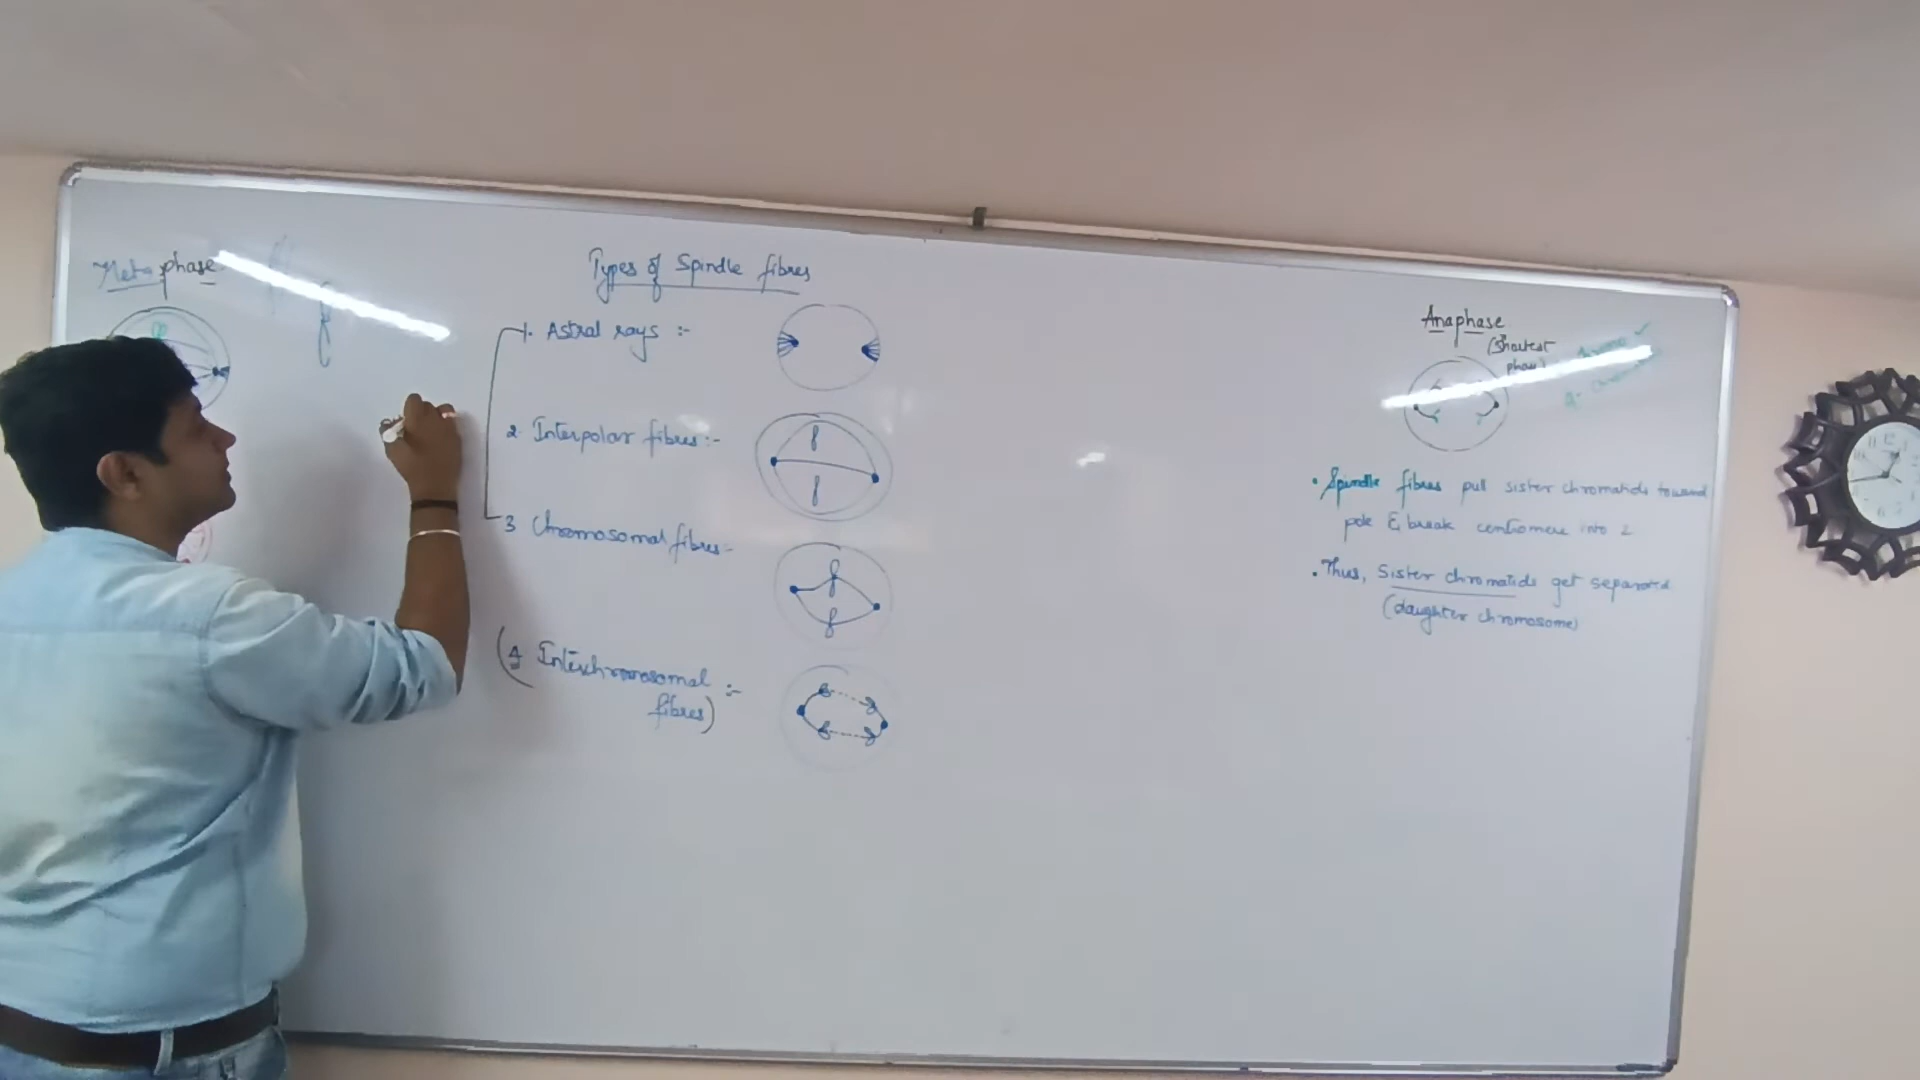 Metaphase
Types of Spindle fibres
1. Astral rays :-
2. Interpolar fibres:-
3 Chromosomal fibres:-
(4 Interchromosomal :-
fibres)
Anaphase
(Shortest
phase)
• Spindle fibres pull sister chromatids toward
pole & break centromere into 2
• Thus, Sister chromatids get separated
(daughter chromosome)